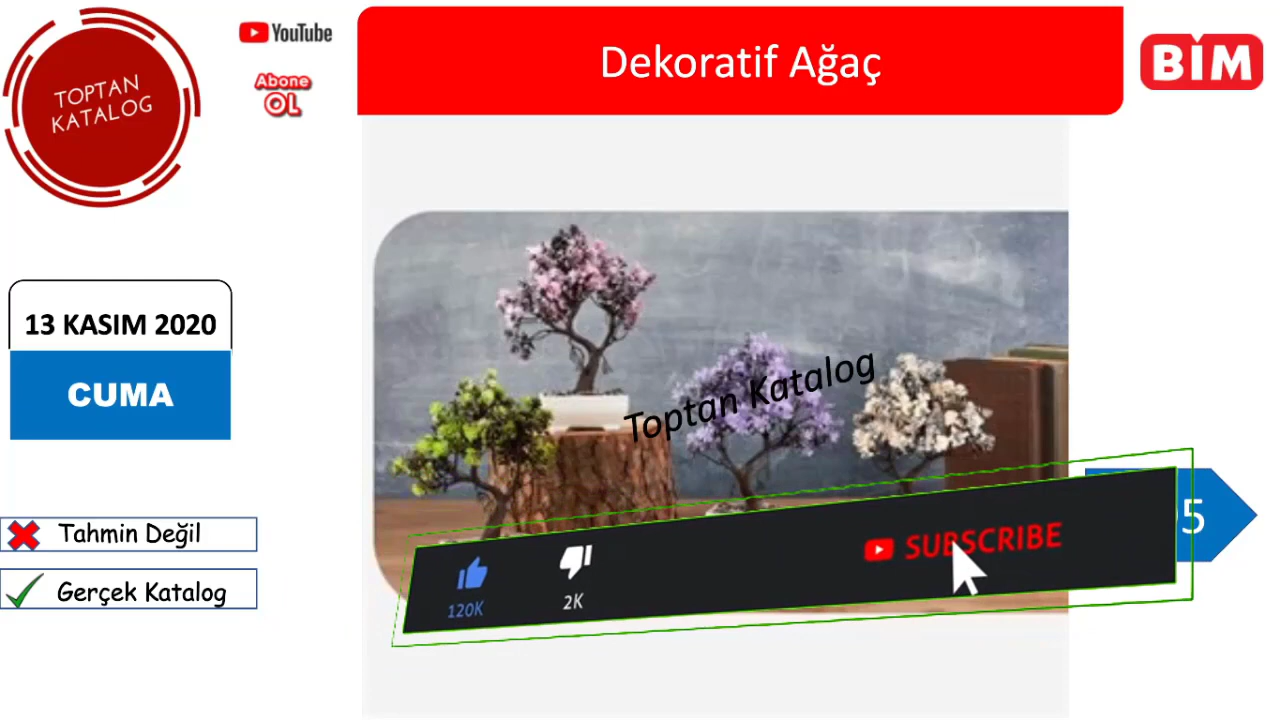 TOPTAN
KATALOG
YouTube
Abone
OL
Dekoratif Ağaç
BİM
13 KASIM 2020
CUMA
Toptan Katalog
Tahmin Değil
Gerçek Katalog
120K
2K
SUBSCRIBE
5